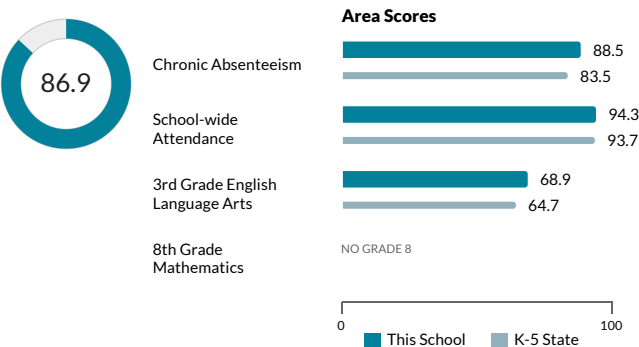 Area Scores
86.9
Chronic Absenteeism
88.5
83.5
School-wide
Attendance
94.3
93.7
3rd Grade English
Language Arts
68.9
64.7
8th Grade
Mathematics
NO GRADE 8
0
100
This School
K-5 State